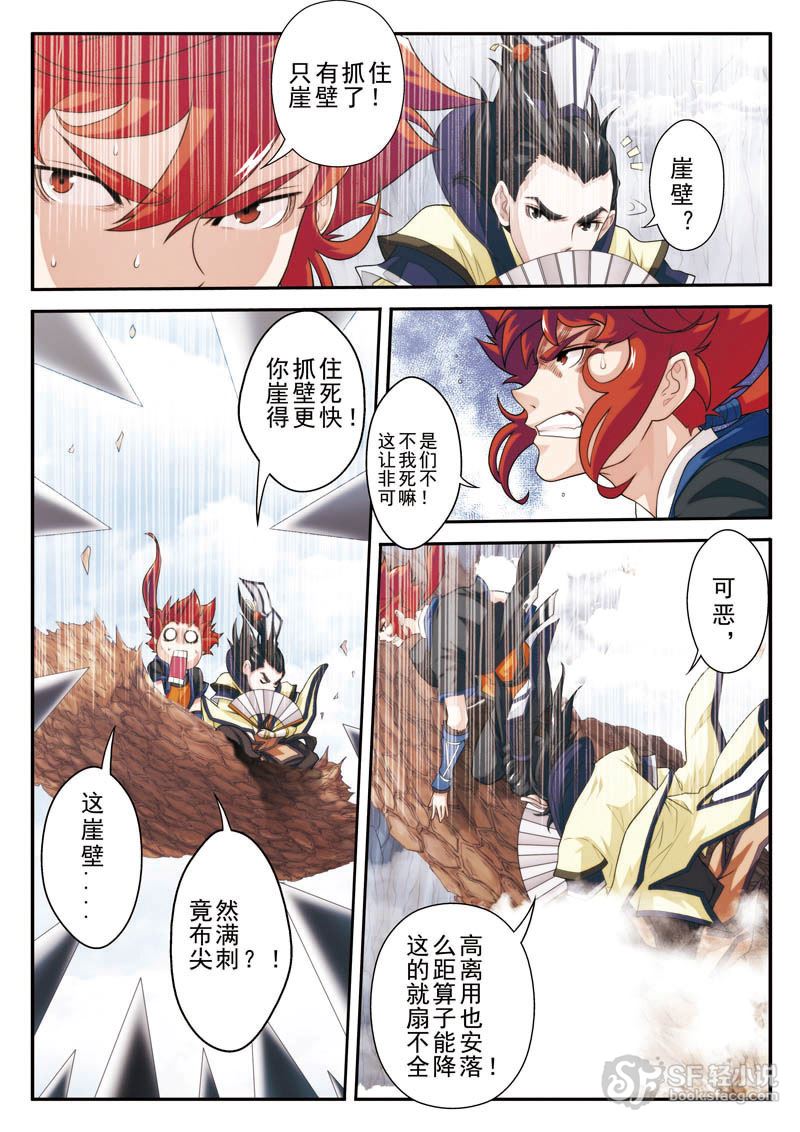 只有抓住
崖壁了！
崖壁？
你抓住
崖壁死
得更快！
这崖壁....
竟然
布满
尖刺？！
这不是
让我们
非死不
可嘛！
可恶，
这么高
的距离
就算用
扇子也
不能安
全降落！
SF轻小说
book.sfacg.com